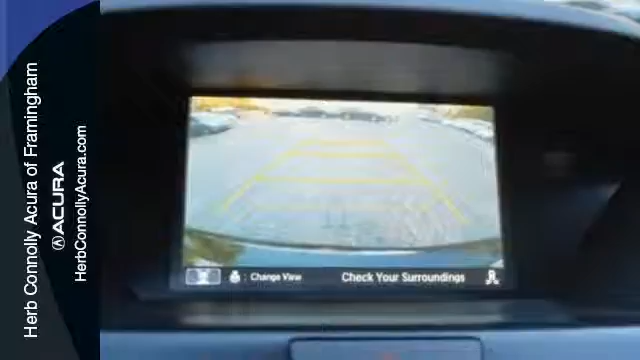 Herb Connolly Acura of Framingham
ACURA
HerbConnollyAcura.com
: Change View
Check Your Surroundings